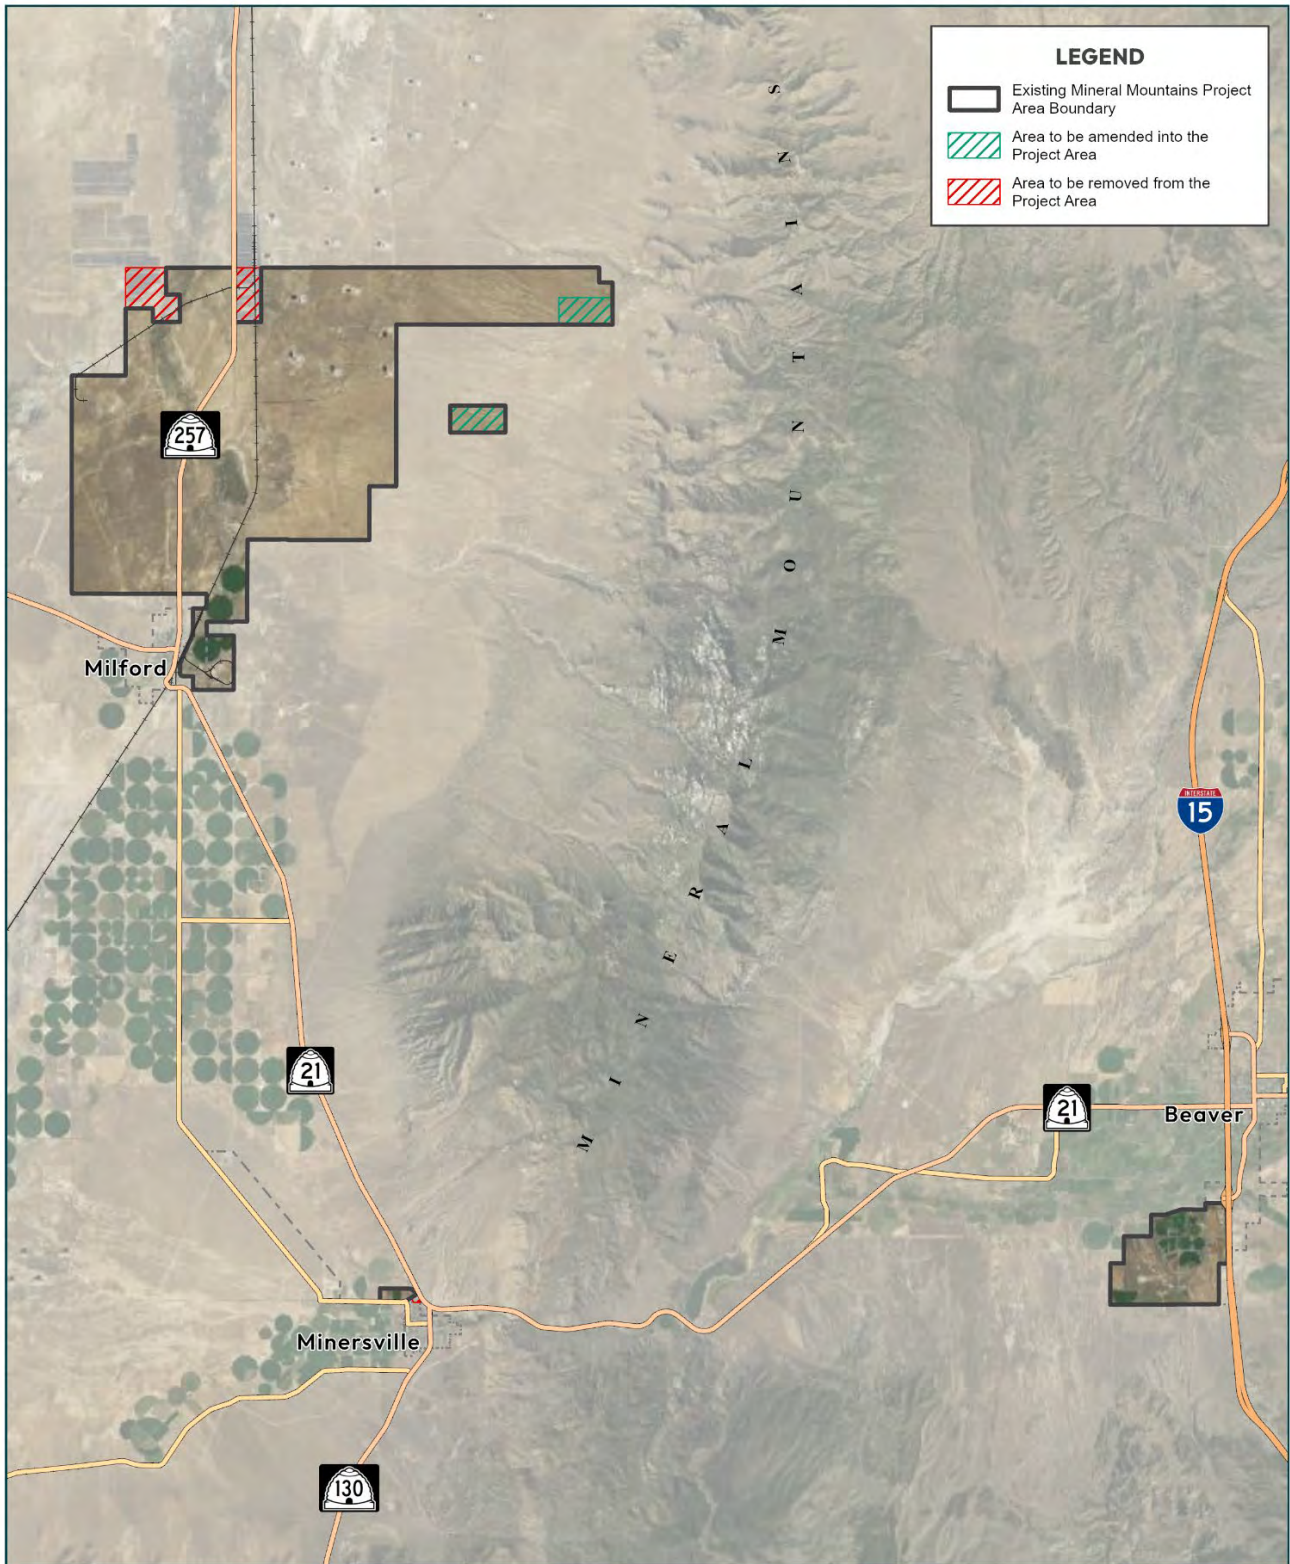 LEGEND
Existing Mineral Mountains Project
Area Boundary
Area to be amended into the
Project Area
Area to be removed from the
Project Area
MINERAL MOUNTAINS
257
Milford
INTERSTATE
15
21
21
Beaver
Minersville
130